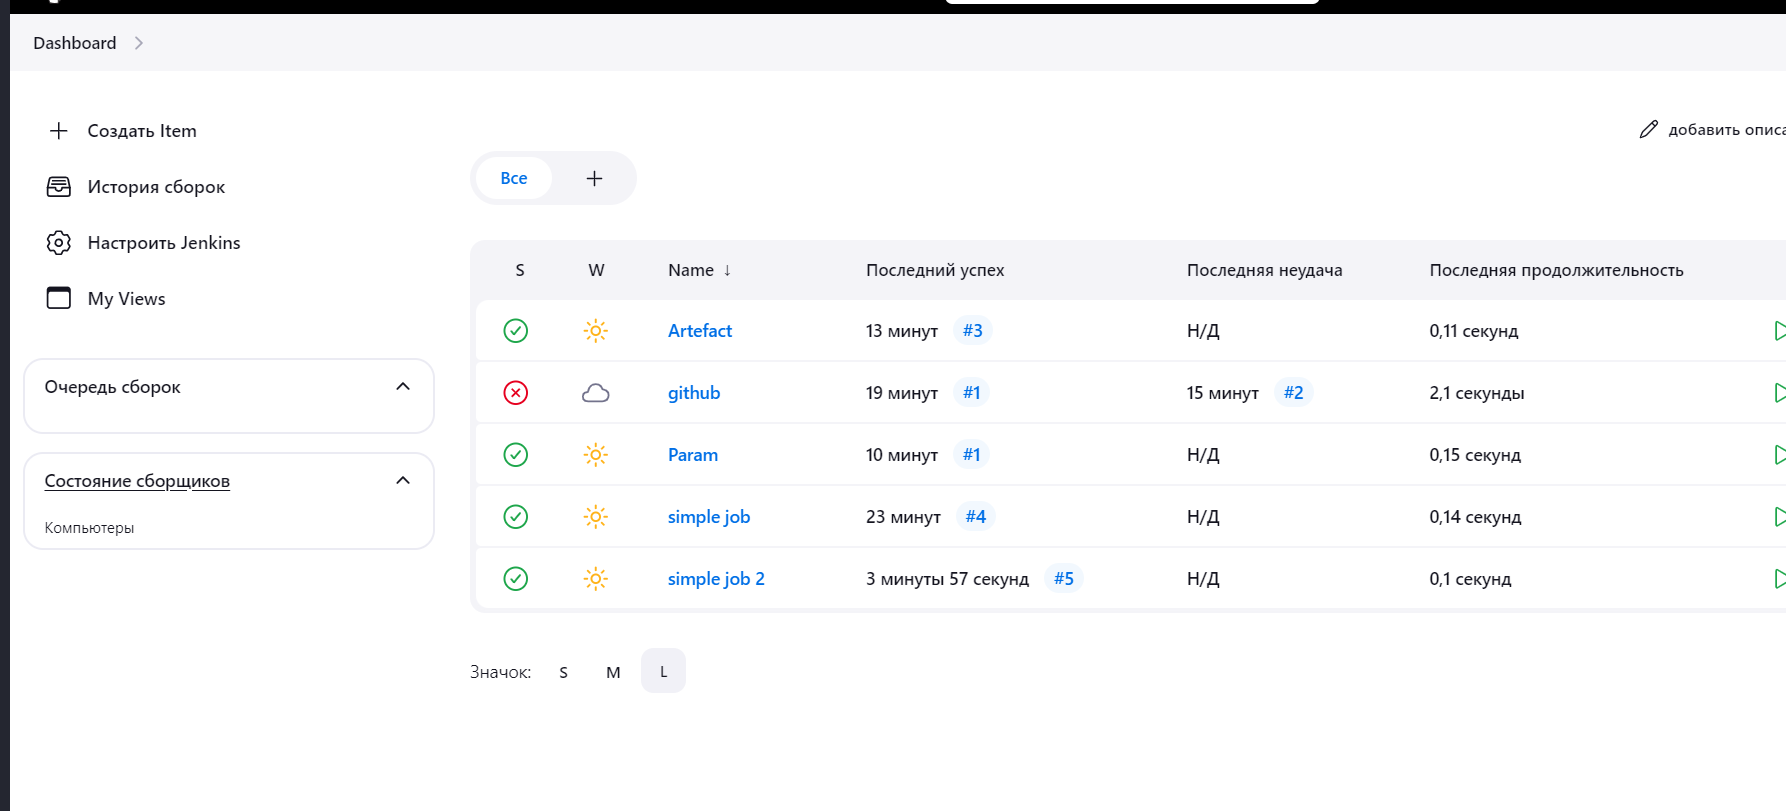 Dashboard
Создать Item
История сборок
Настроить Jenkins
My Views
Очередь сборок
Состояние сборщиков
Компьютеры
добавить
Все
S W Name ↓ Последний успех Последняя неудача Последняя продолжительность
Artefact 13 минут #3 Н/Д 0,11 секунд
github 19 минут #1 15 минут #2 2,1 секунды
Param 10 минут #1 Н/Д 0,15 секунд
simple job 23 минут #4 Н/Д 0,14 секунд
simple job 2 3 минуты 57 секунд #5 Н/Д 0,1 секунд
Значок: S M L